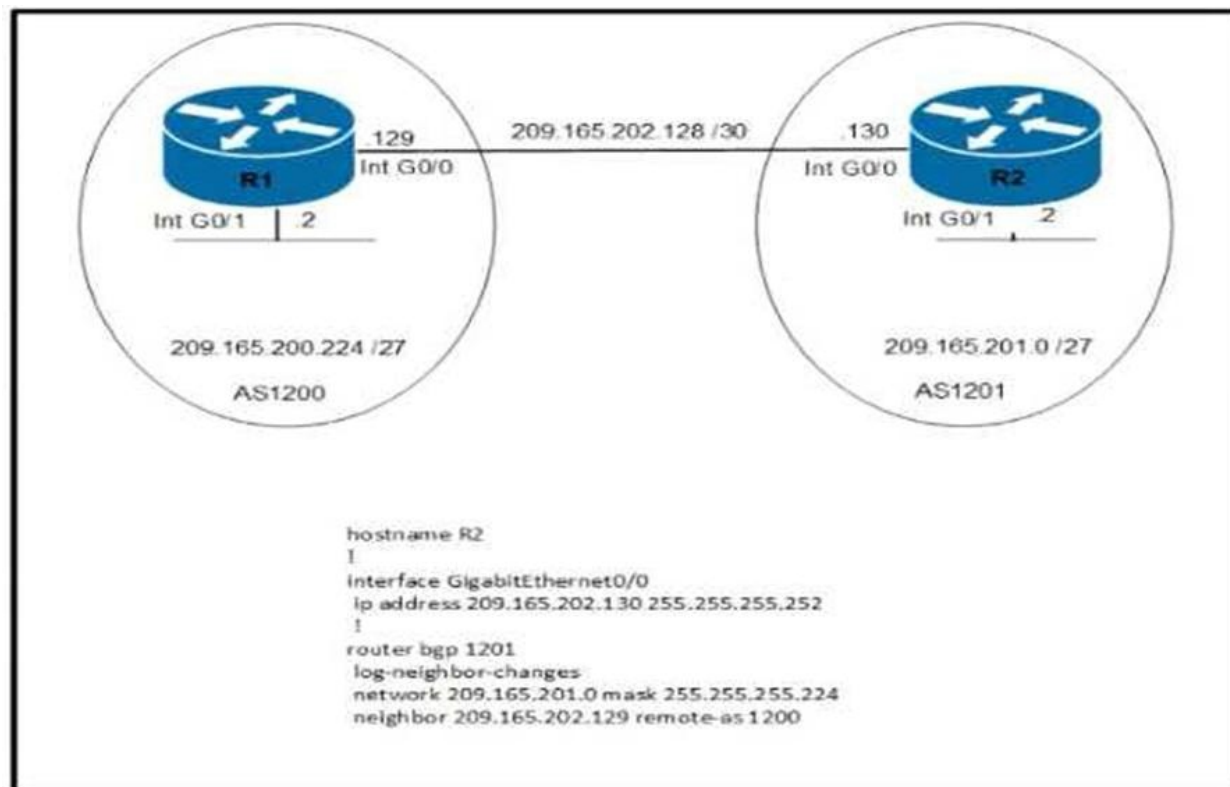 .129
Int G0/0
R1
Int G0/1 .2
209.165.200.224 /27
AS1200
209.165.202.128 /30
.130
Int G0/0
R2
Int G0/1 .2
209.165.201.0 /27
AS1201
hostname R2
!
interface GigabitEthernet0/0
ip address 209.165.202.130 255.255.255.252
!
router bgp 1201
log-neighbor-changes
network 209.165.201.0 mask 255.255.255.224
neighbor 209.165.202.129 remote-as 1200